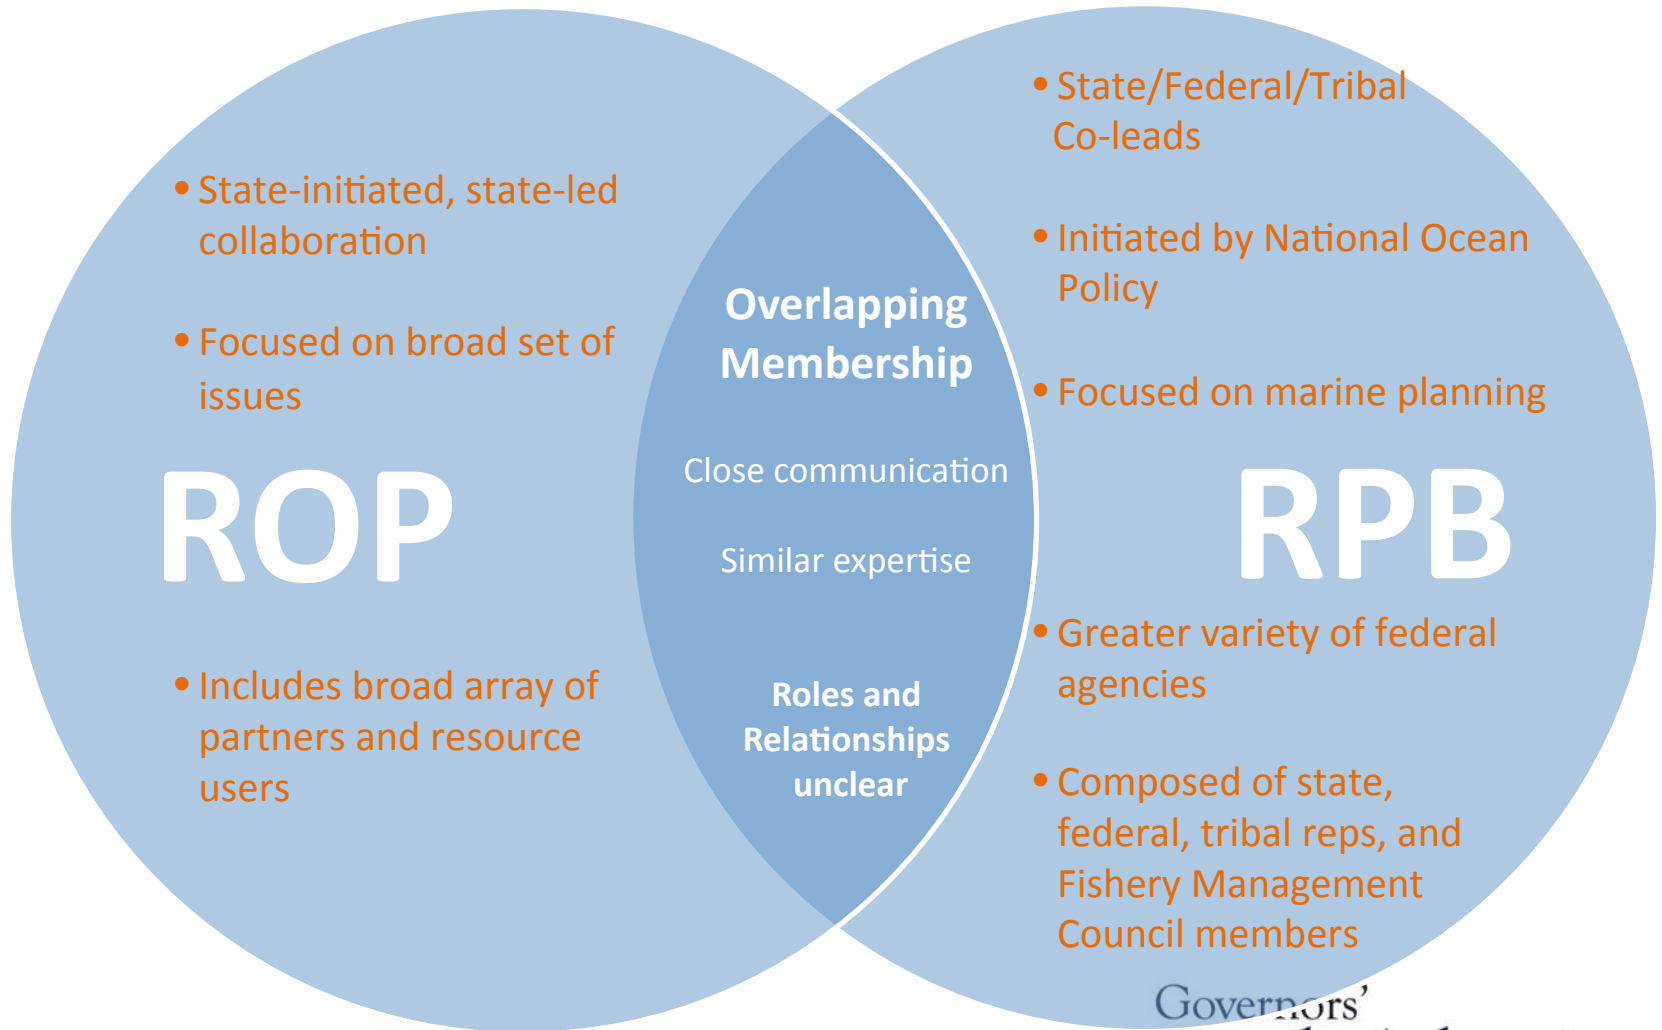 • State-initiated, state-led
collaboration
• Focused on broad set of
issues
ROP
• Includes broad array of
partners and resource
users
Overlapping
Membership
Close communication
Similar expertise
Roles and
Relationships
unclear
• State/Federal/Tribal
Co-leads
• Initiated by National Ocean
Policy
• Focused on marine planning
RPB
• Greater variety of federal
agencies
• Composed of state,
federal, tribal reps, and
Fishery Management
Council members
Governors’